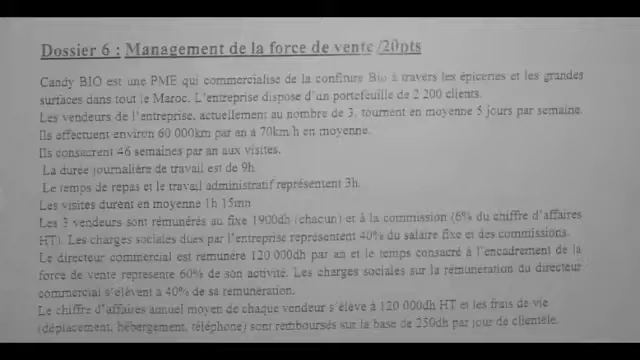 Dossier 6 : Management de la force de vente /20pts
Candy BIO est une PME qui commercialise de la confiture Bio à travers les épiceries et les grandes
surfaces dans tout le Maroc. L'entreprise dispose d'un portefeuille de 2 200 clients.
Les vendeurs de l'entreprise, actuellement au nombre de 3, tournent en moyenne 5 jours par semaine.
Ils effectuent environ 60 000km par an à 70km/h en moyenne.
Ils consacrent 46 semaines par an aux visites.
La durée journalière de travail est de 9h.
Le temps de repas et le travail administratif représentent 3h.
Les visites durent en moyenne 1h 15mn
Les 3 vendeurs sont rémunérés au fixe 1900dh (chacun) et à la commission (6% du chiffre d'affaires
HT). Les charges sociales dues par l'entreprise représentent 40% du salaire fixe et des commissions.
Le directeur commercial est rémunéré 120 000dh par an et le temps consacré à l'encadrement de la
force de vente représente 60% de son activité. Les charges sociales sur la rémunération du directeur
commercial s'élèvent à 40% de sa rémunération.
Le chiffre d'affaires annuel moyen de chaque vendeur s'élève à 120 000dh HT et les frais de vie
(déplacement, hébergement, téléphone) sont remboursés sur la base de 250dh par jour de clientèle.